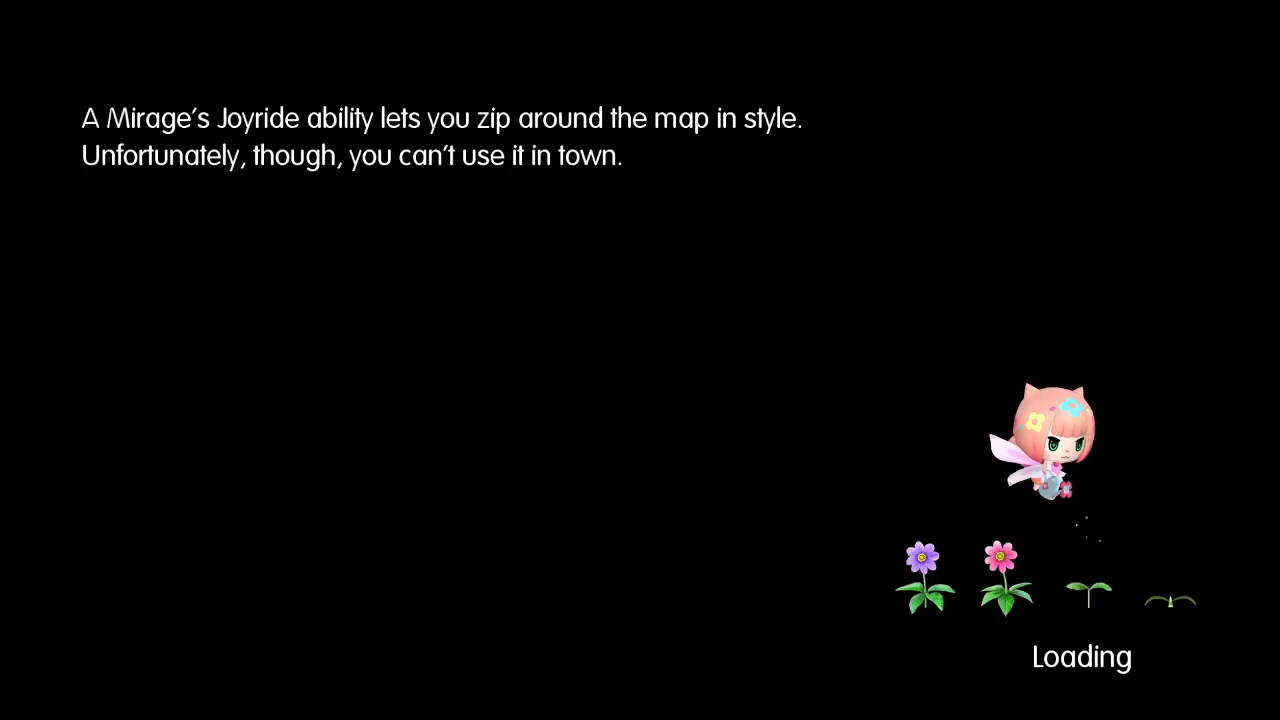 A Mirage's Joyride ability lets you zip around the map in style.
Unfortunately, though, you can't use it in town.
Loading